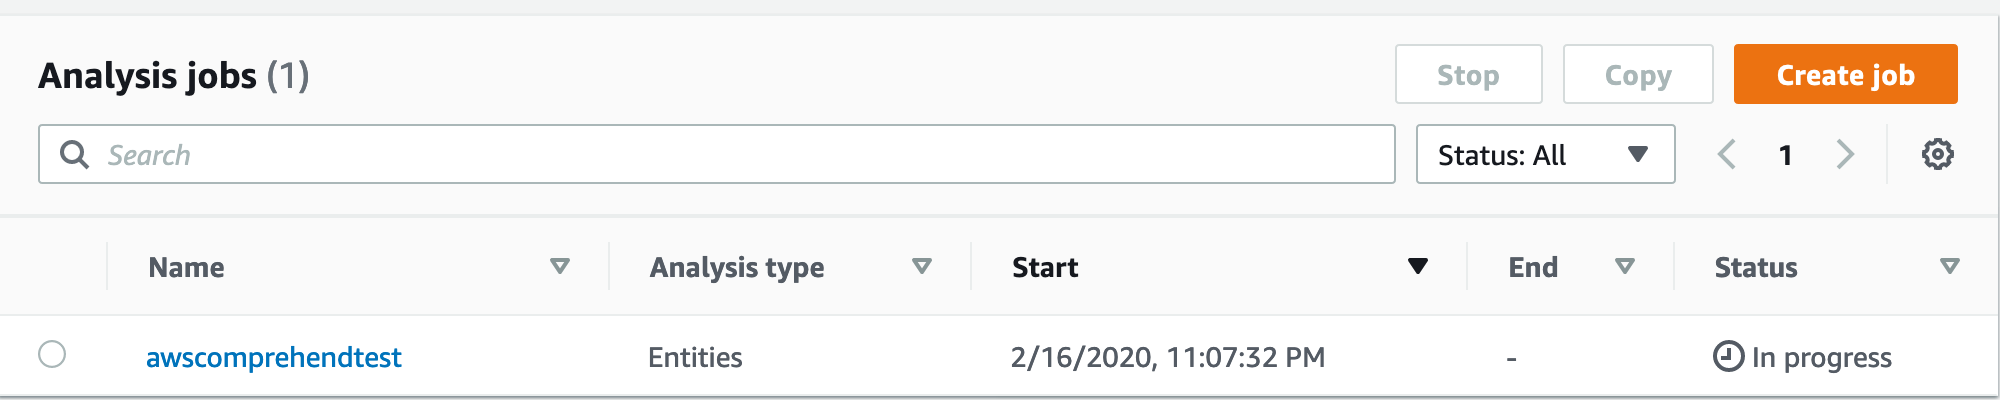 Analysis jobs (1) Stop Copy Create job
Search Status: All 1
Name Analysis type Start End Status
awscomprehendtest Entities 2/16/2020, 11:07:32 PM - In progress